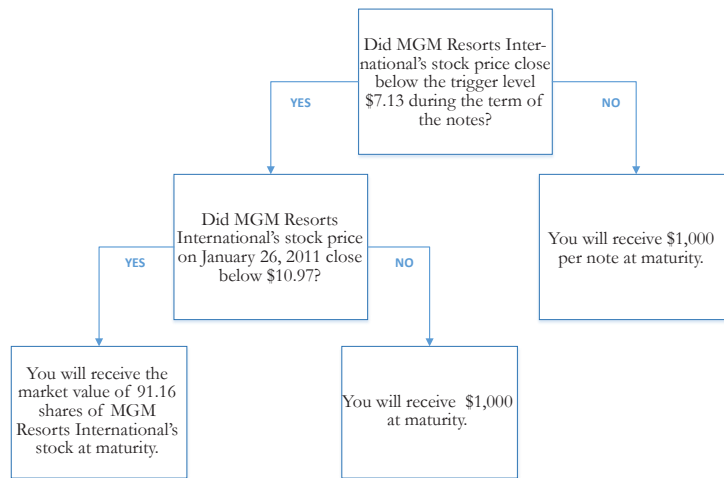 Did MGM Resorts Inter-
national's stock price close
below the trigger level
$7.13 during the term of
the notes?
YES
NO
Did MGM Resorts
International's stock price
on January 26, 2011 close
below $10.97?
You will receive $1,000
per note at maturity.
YES
NO
You will receive the
market value of 91.16
shares of MGM
Resorts International's
stock at maturity.
You will receive $1,000
at maturity.